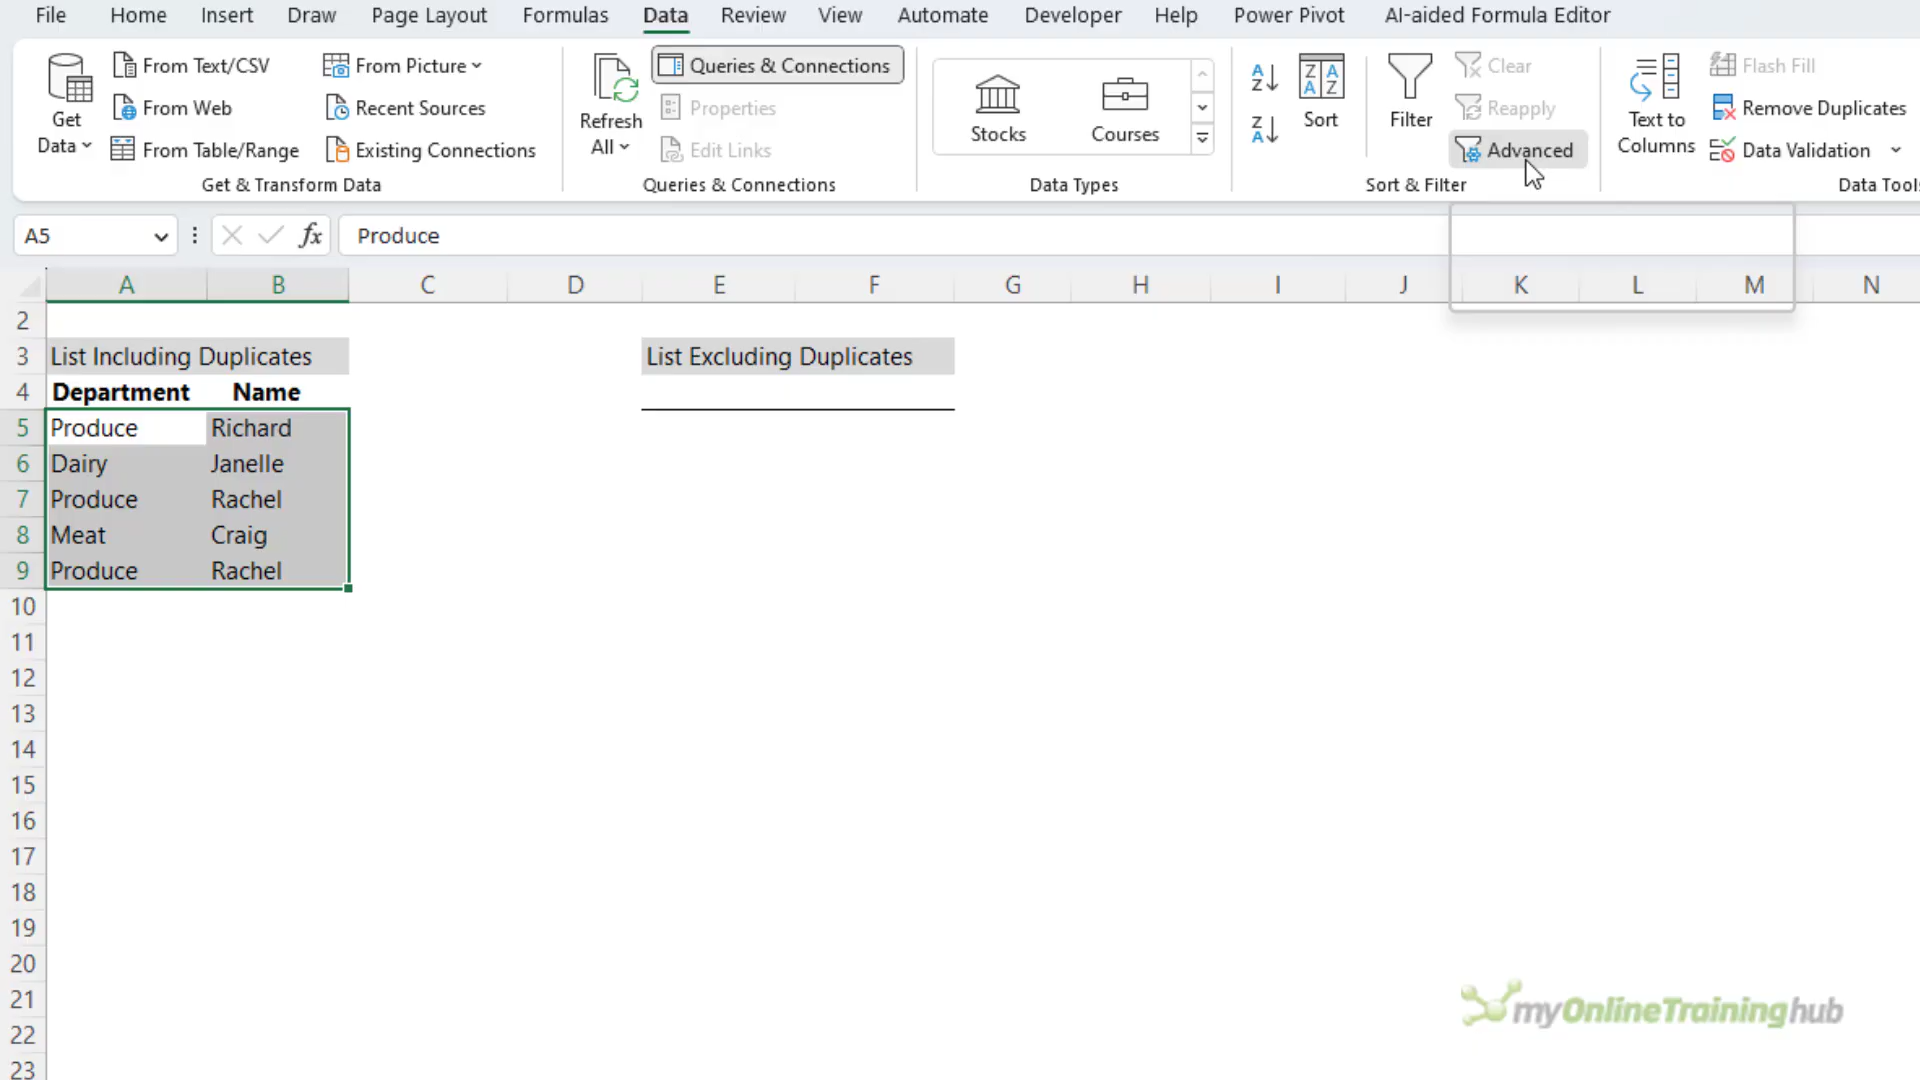 File Home Insert Draw Page Layout Formulas Data Review View Automate Developer Help Power Pivot AI-aided Formula Editor
Get Data
From Text/CSV
From Web
From Table/Range
From Picture
Recent Sources
Existing Connections
Get & Transform Data
Refresh All
Queries & Connections
Properties
Edit Links
Queries & Connections
Stocks
Courses
Data Types
Sort
Filter
Clear
Reapply
Advanced
Sort & Filter
Text to Columns
Flash Fill
Remove Duplicates
Data Validation
Data Tools
A5 fx Produce
A B C D E F G H I J K L M N
2
3 List Including Duplicates List Excluding Duplicates
4 Department Name
5 Produce Richard
6 Dairy Janelle
7 Produce Rachel
8 Meat Craig
9 Produce Rachel
10
11
12
13
14
15
16
17
18
19
20
21
22
23
myOnlineTraininghub